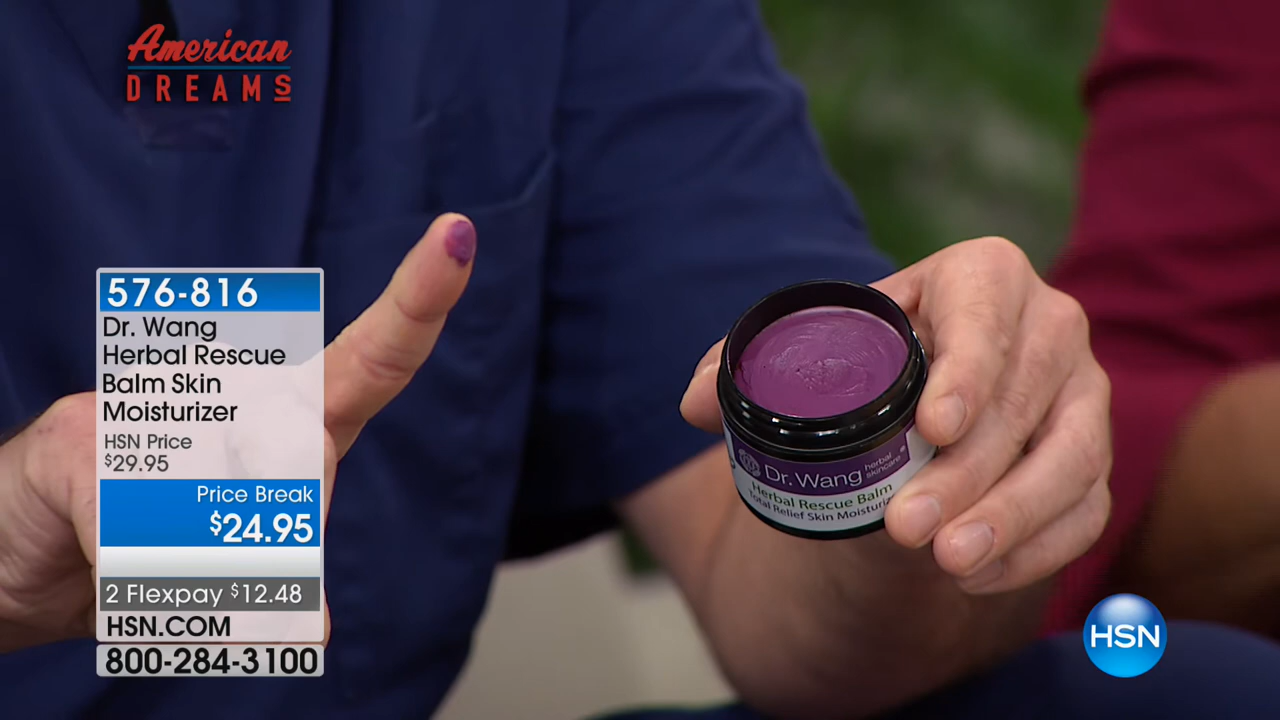 American
DREAMS
576-816
Dr. Wang
Herbal Rescue
Balm Skin
Moisturizer
HSN Price
$29.95
Price Break
$24.95
2 Flexpay $12.48
HSN.COM
800-284-3100
Dr. Wang herbal skincare
Herbal Rescue Balm
Total Relief Skin
HSN